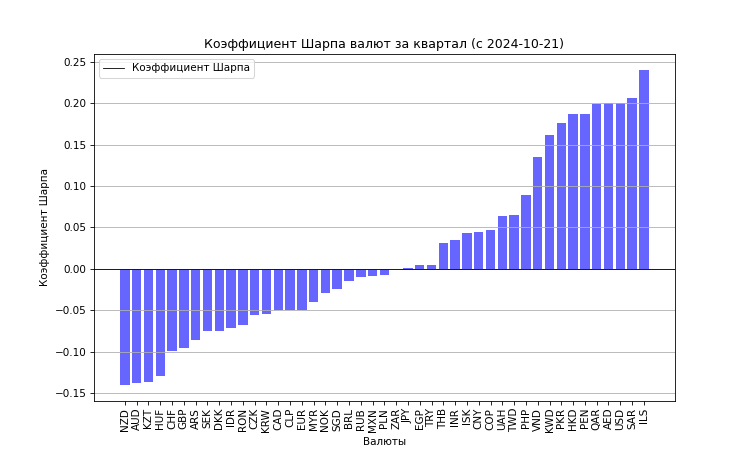 Коэффициент Шарпа валют за квартал (с 2024-10-21)
Коэффициент Шарпа
0.25
0.20
0.15
0.10
0.05
0.00
−0.05
−0.10
−0.15
Коэффициент Шарпа
NZD AUD KZT HUF CHF GBP ARS SEK DKK IDR RON CZK KRW CAD CLP EUR MYR NOK SGD BRL RUB MXN PLN ZAR JPY EGP TRY THB INR ISK CNY COP UAH TWD PHP VND KWD PKR HKD PEN QAR AED USD SAR ILS
Валюты